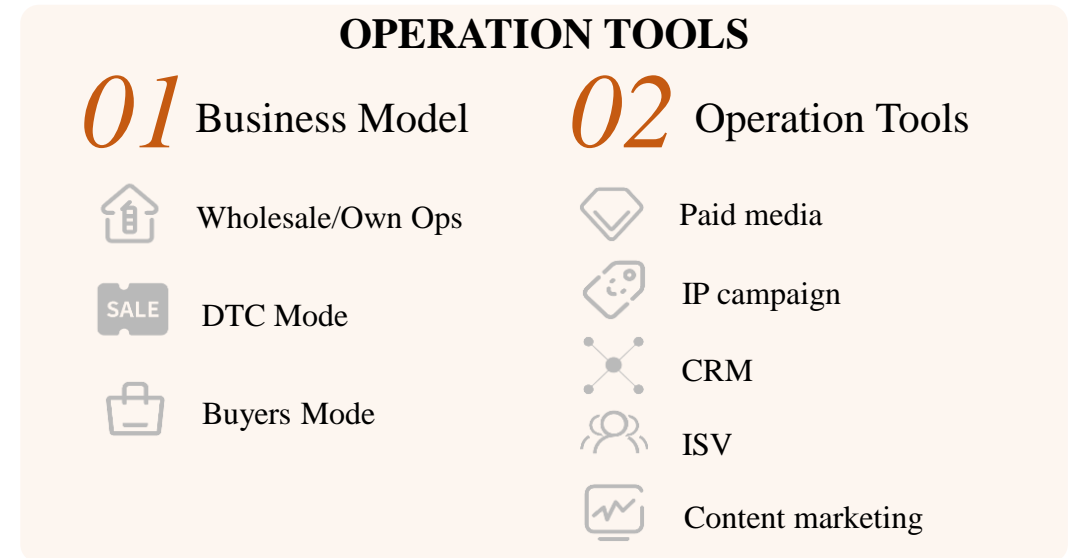 OPERATION TOOLS
01 Business Model
Wholesale/Own Ops
SALE
DTC Mode
Buyers Mode
02 Operation Tools
Paid media
IP campaign
CRM
ISV
Content marketing